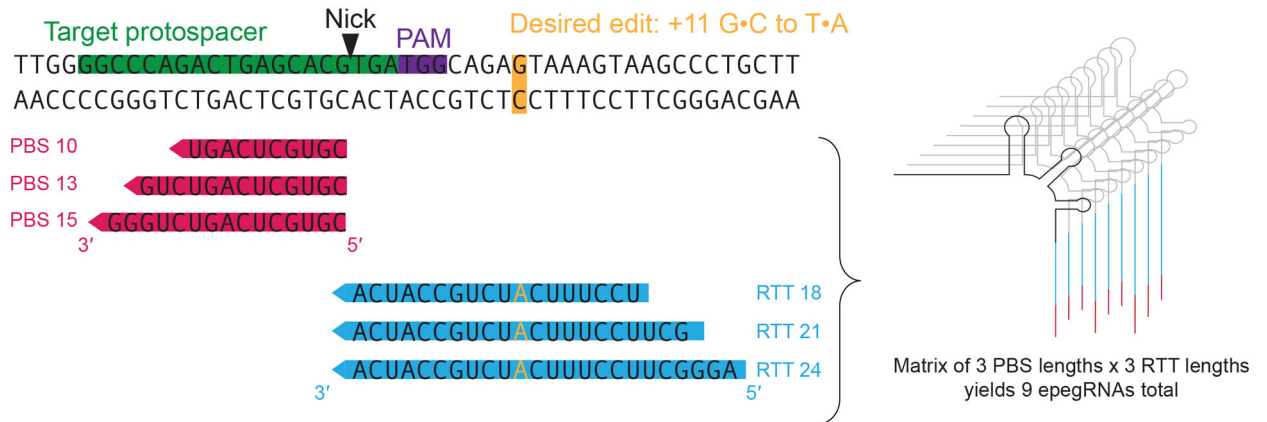 Nick
Target protospacer
PAM
Desired edit: +11 G•C to T•A
TTGGGGCCCAGACTGAGCACGTGATGGCAGAGTAAAGTAAGCCCTGCTT
AACCCCGGGTCTGACTCGTGCACTACCGTCTCCTTTCCTTCGGGACGAA
PBS 10 UGACUCGUGC
PBS 13 GUCUGACUCGUGC
PBS 15 GGGUCUGACUCGUGC
3′ 5′
ACUACCGUCUACUUUCCU RTT 18
ACUACCGUCUACUUUCCUUCG RTT 21
ACUACCGUCUACUUUCCUUCGGGA RTT 24
3′ 5′
Matrix of 3 PBS lengths x 3 RTT lengths
yields 9 epegRNAs total